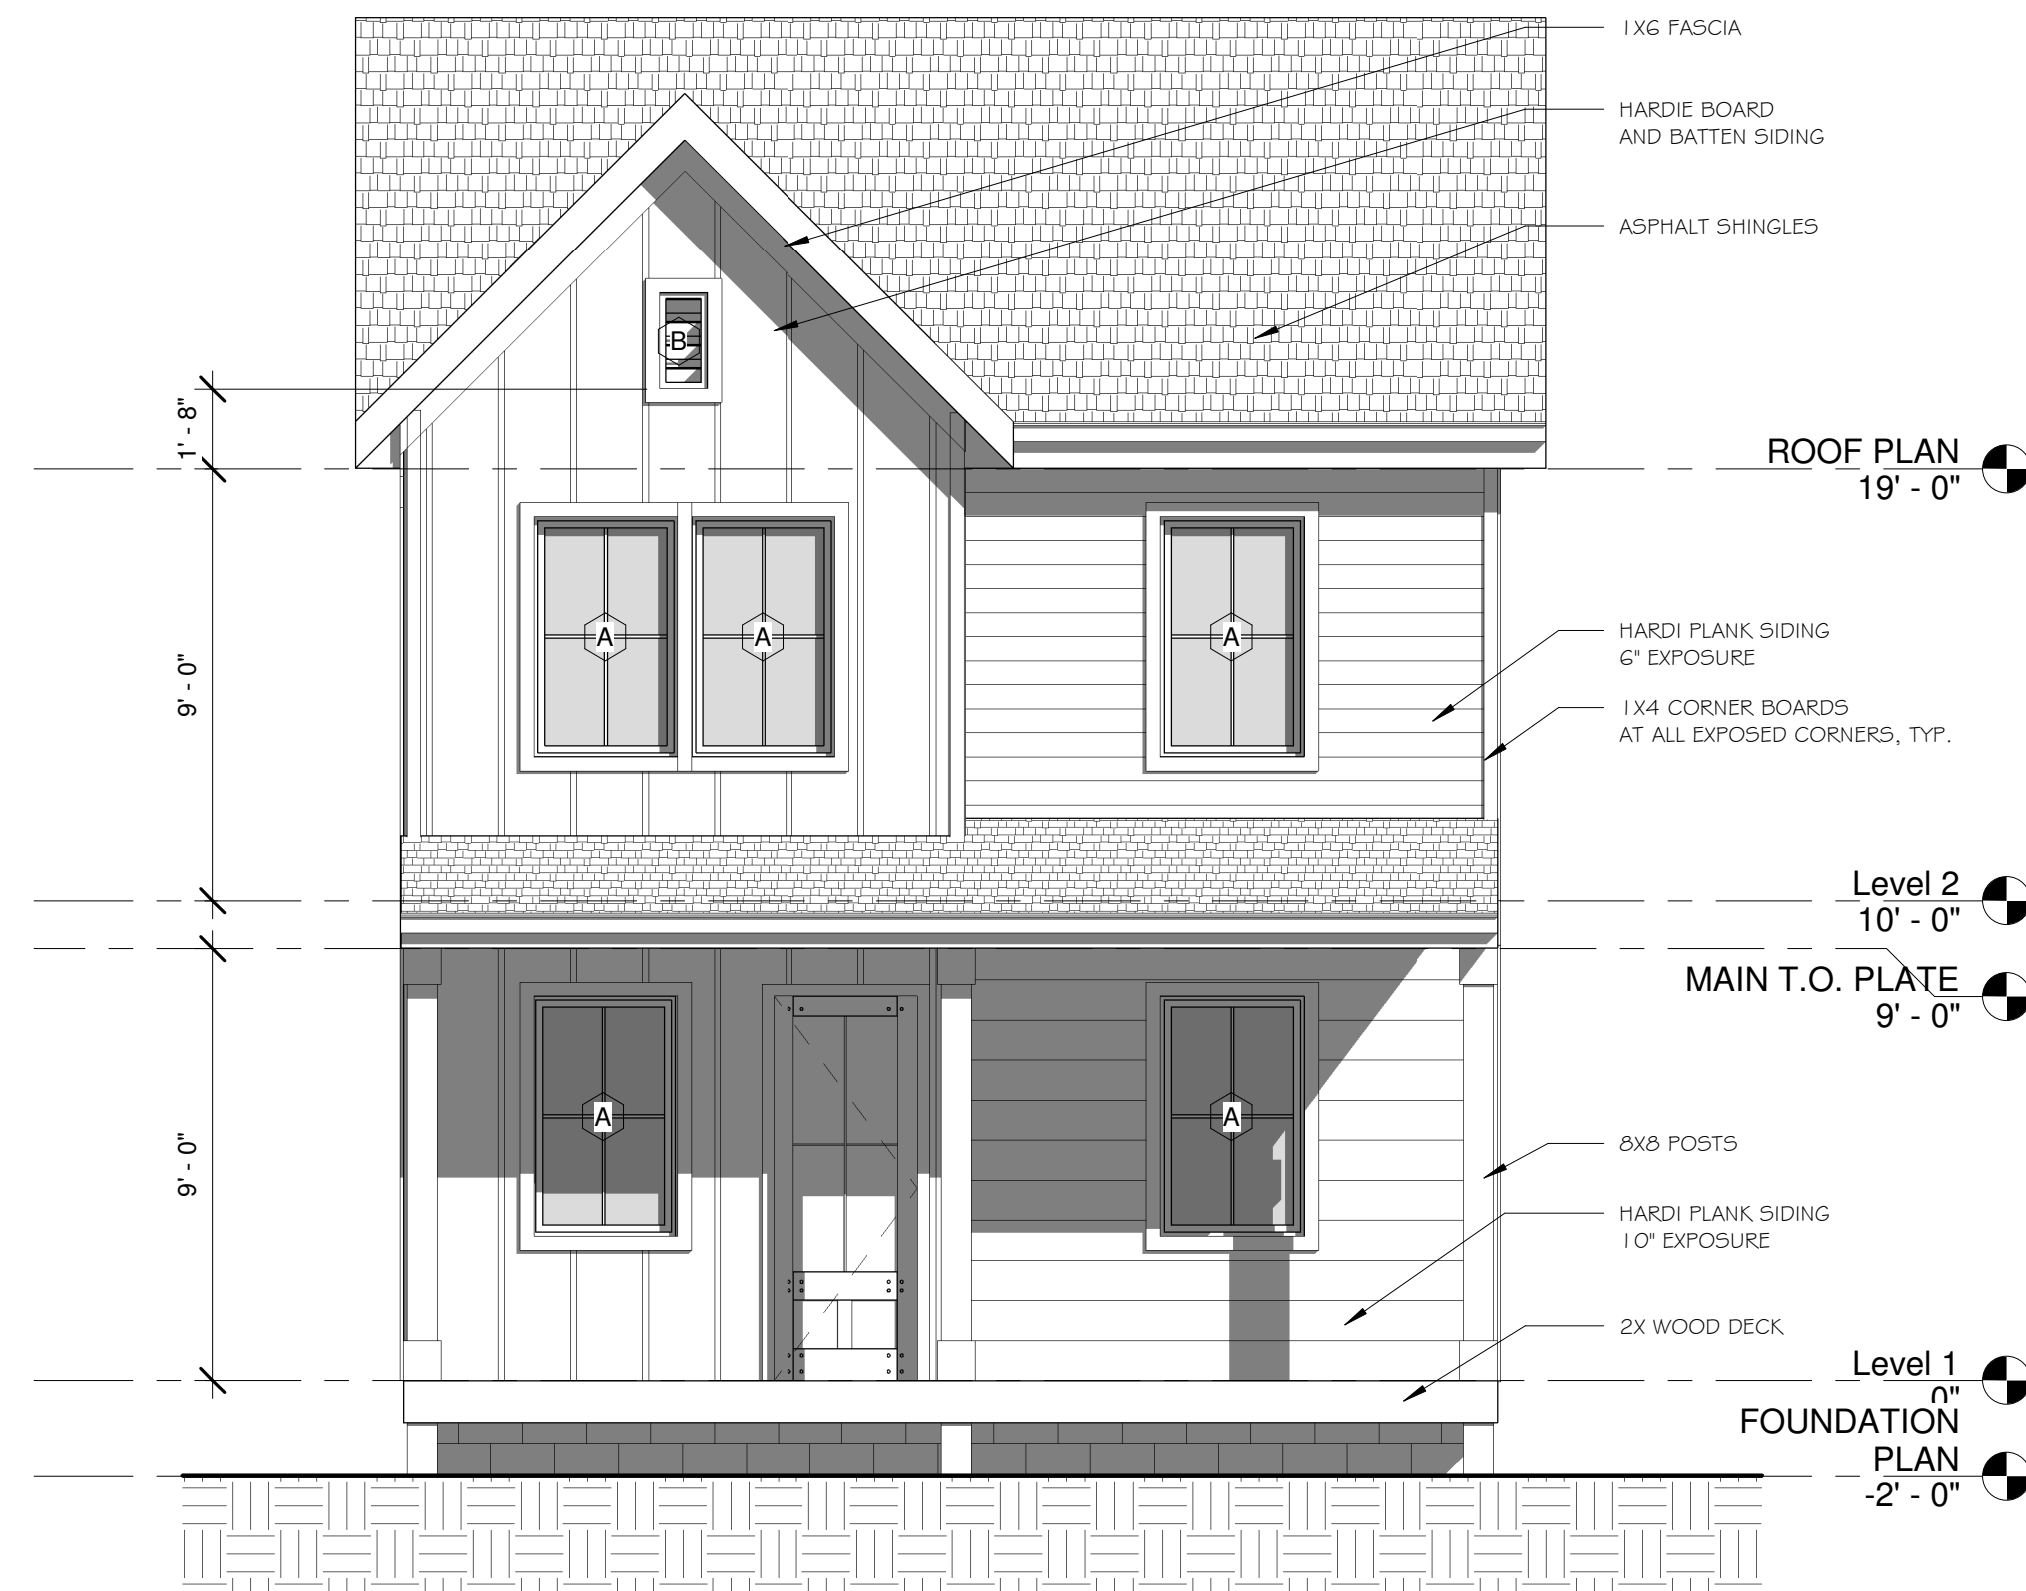 1X6 FASCIA
HARDIE BOARD
AND BATTEN SIDING
ASPHALT SHINGLES
B
1' - 8"
ROOF PLAN
19' - 0"
A
A
A
HARDI PLANK SIDING
6" EXPOSURE
9' - 0"
1X4 CORNER BOARDS
AT ALL EXPOSED CORNERS, TYP.
Level 2
10' - 0"
MAIN T.O. PLATE
9' - 0"
A
A
9' - 0"
8X8 POSTS
HARDI PLANK SIDING
10" EXPOSURE
2X WOOD DECK
Level 1
0"
FOUNDATION
PLAN
-2' - 0"